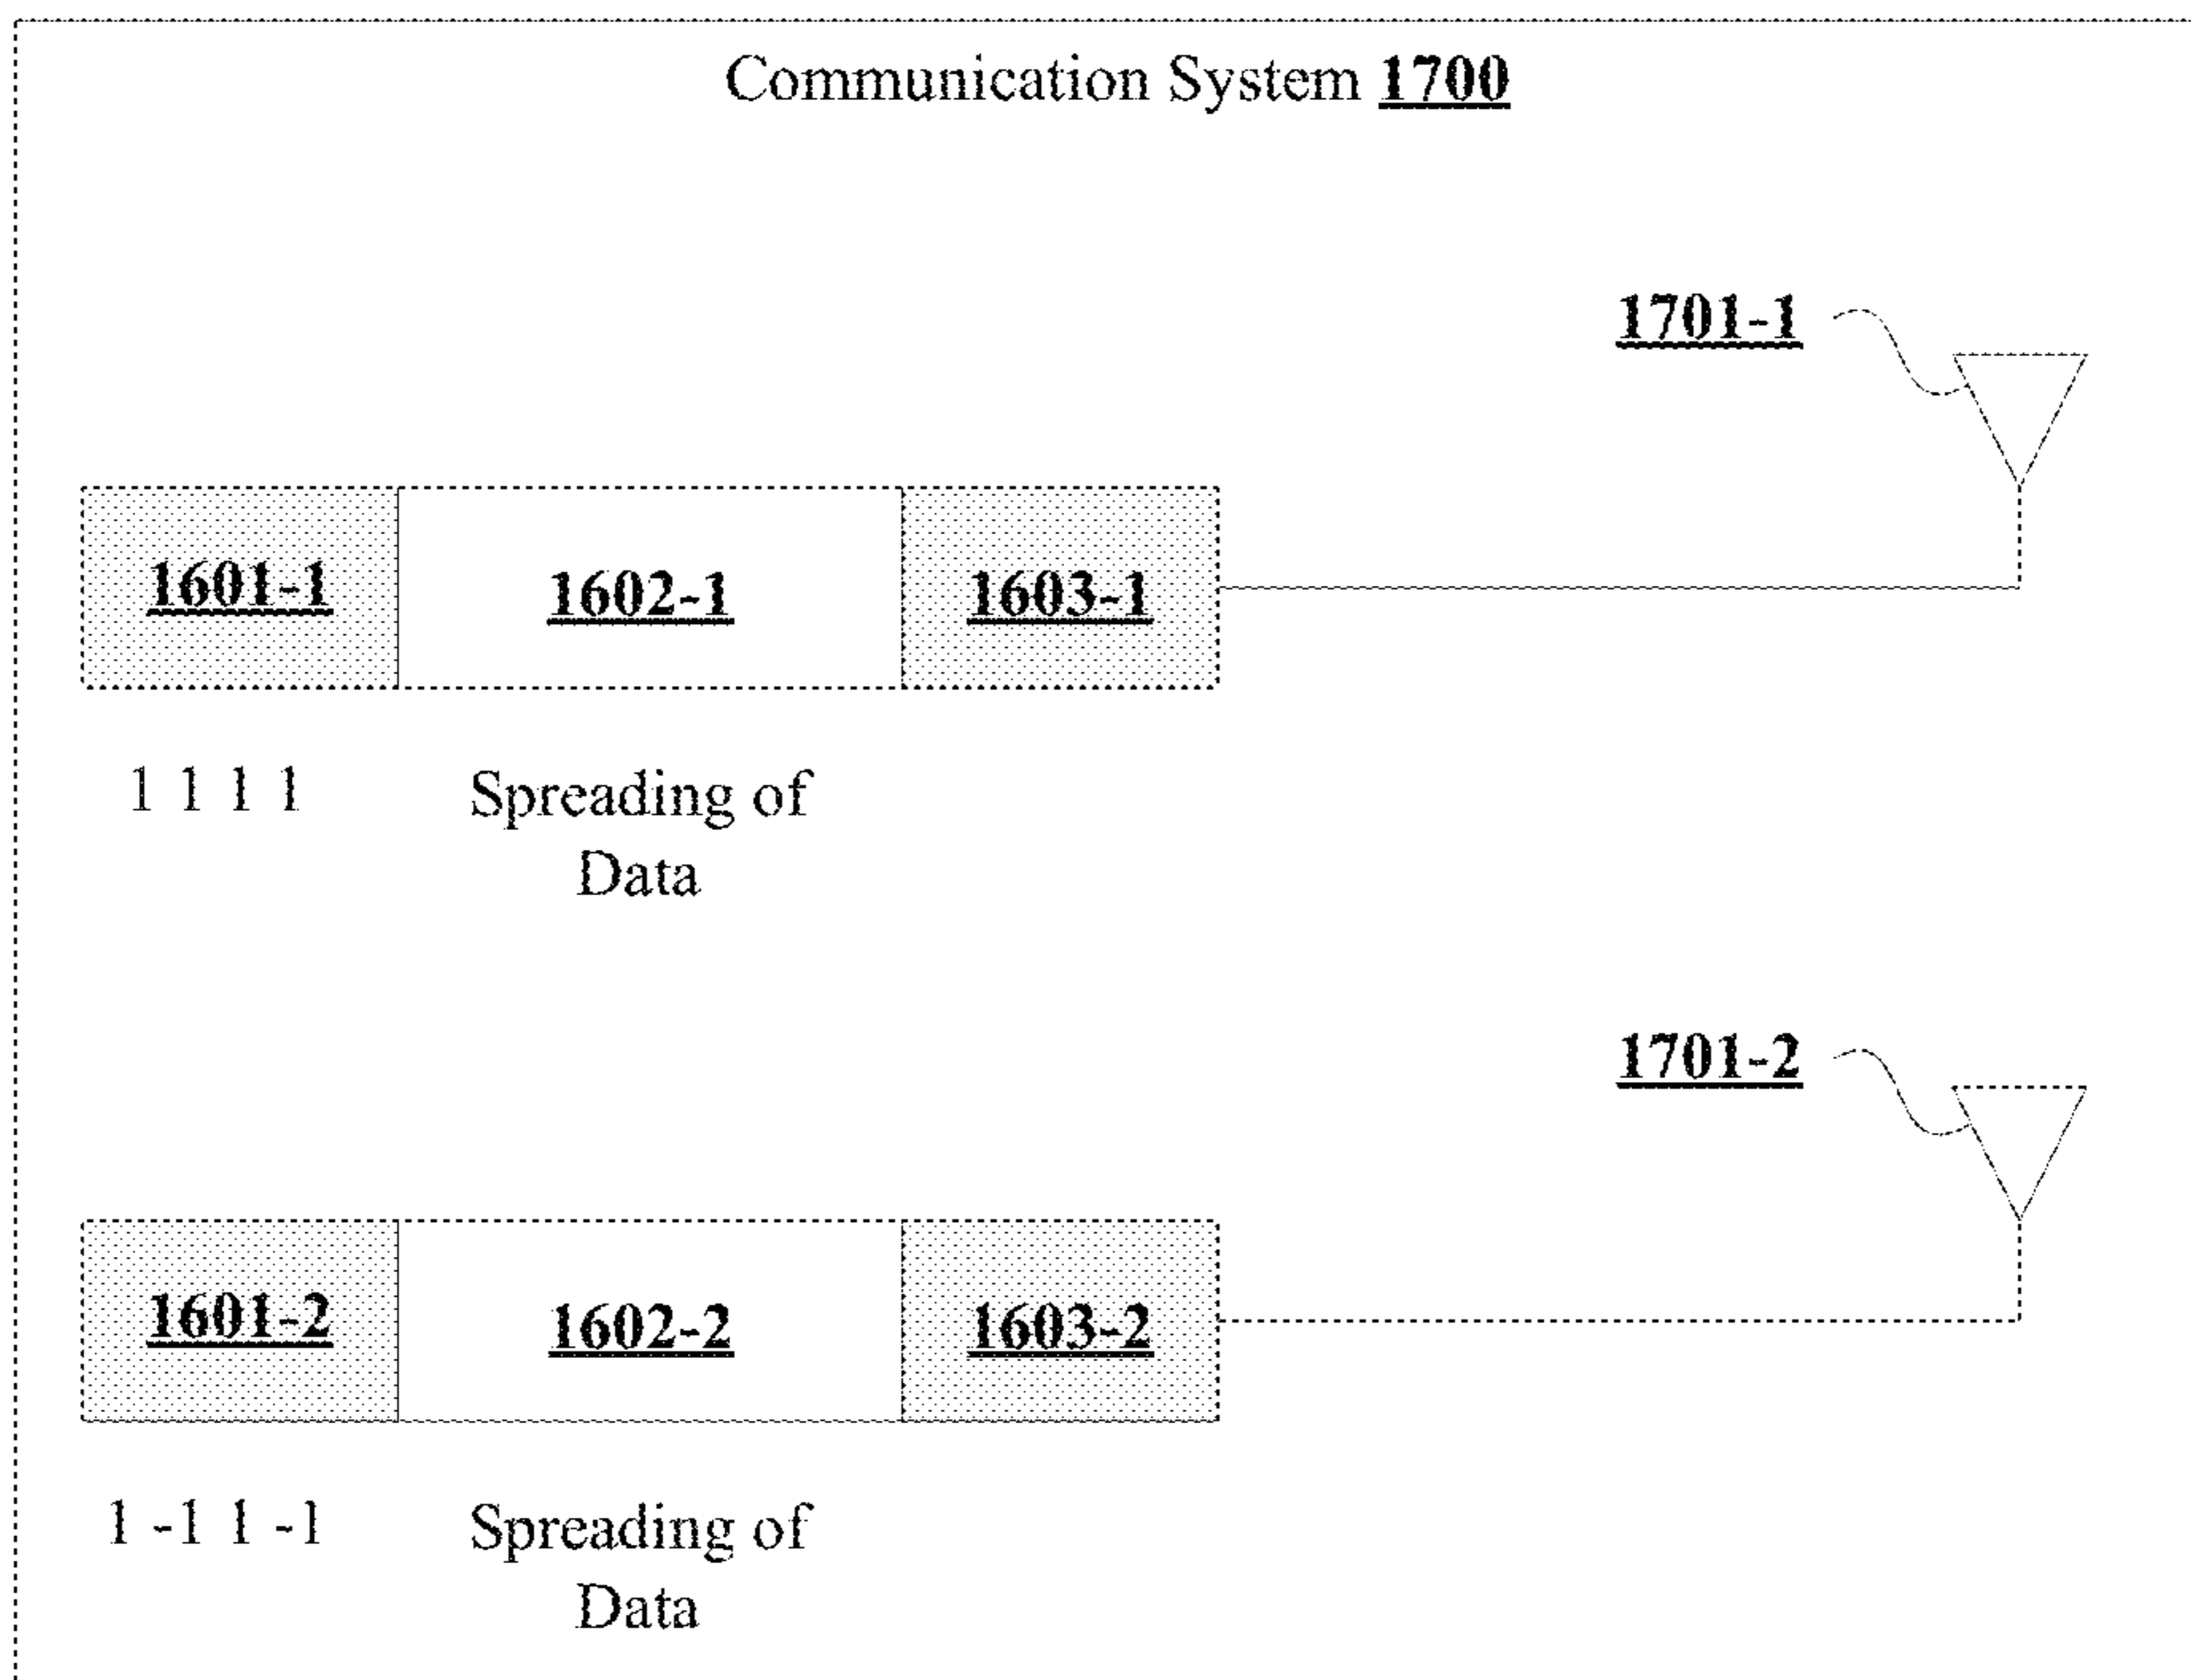 Communication System 1700
1701-1
1601-1 1602-1 1603-1
1 1 1 1 Spreading of
Data
1701-2
1601-2 1602-2 1603-2
1 -1 1 -1 Spreading of
Data